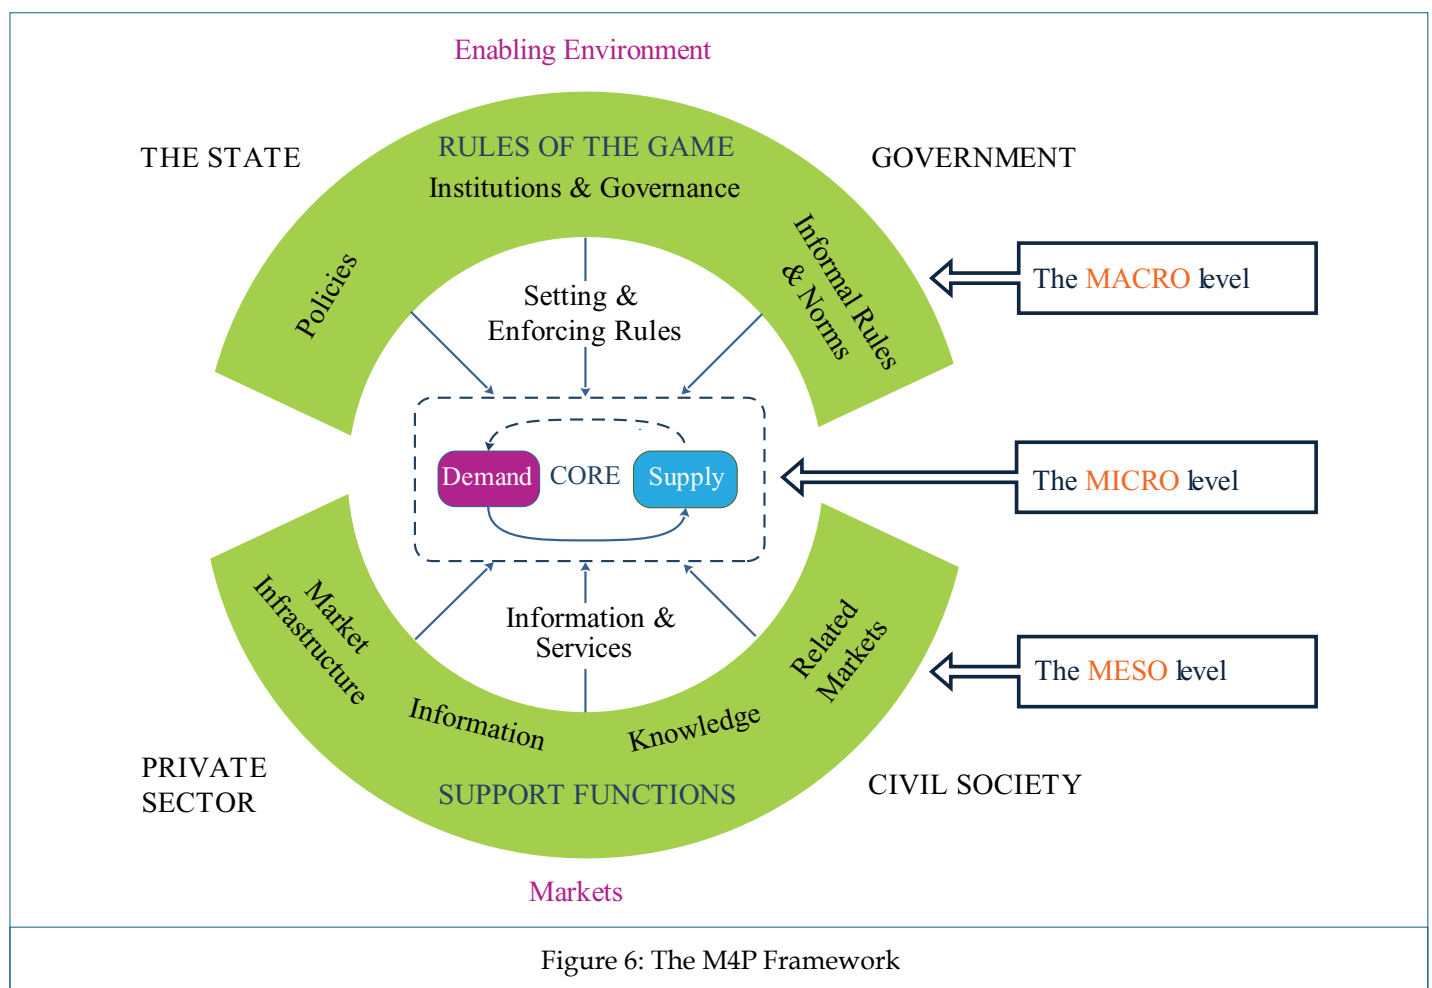 Enabling Environment
THE STATE
RULES OF THE GAME
GOVERNMENT
Institutions & Governance
Policies
Informal Rules
& Norms
Setting &
Enforcing Rules
The MACRO level
Demand
CORE
Supply
The MICRO level
Market
Infrastructure
Information &
Services
Related
Markets
The MESO level
Information
Knowledge
PRIVATE
SECTOR
SUPPORT FUNCTIONS
CIVIL SOCIETY
Markets
Figure 6: The M4P Framework